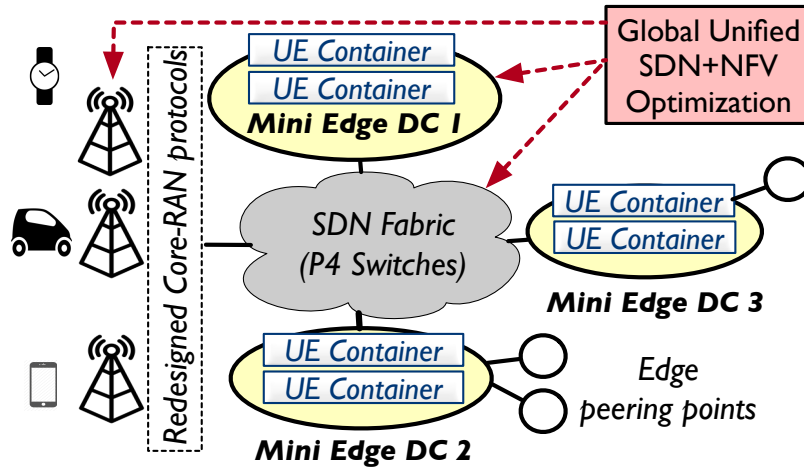 UE Container
UE Container
Mini Edge DC 1
Global Unified
SDN+NFV
Optimization
Redesigned Core-RAN protocols
SDN Fabric
(P4 Switches)
UE Container
UE Container
Mini Edge DC 3
UE Container
UE Container
Mini Edge DC 2
Edge
peering points